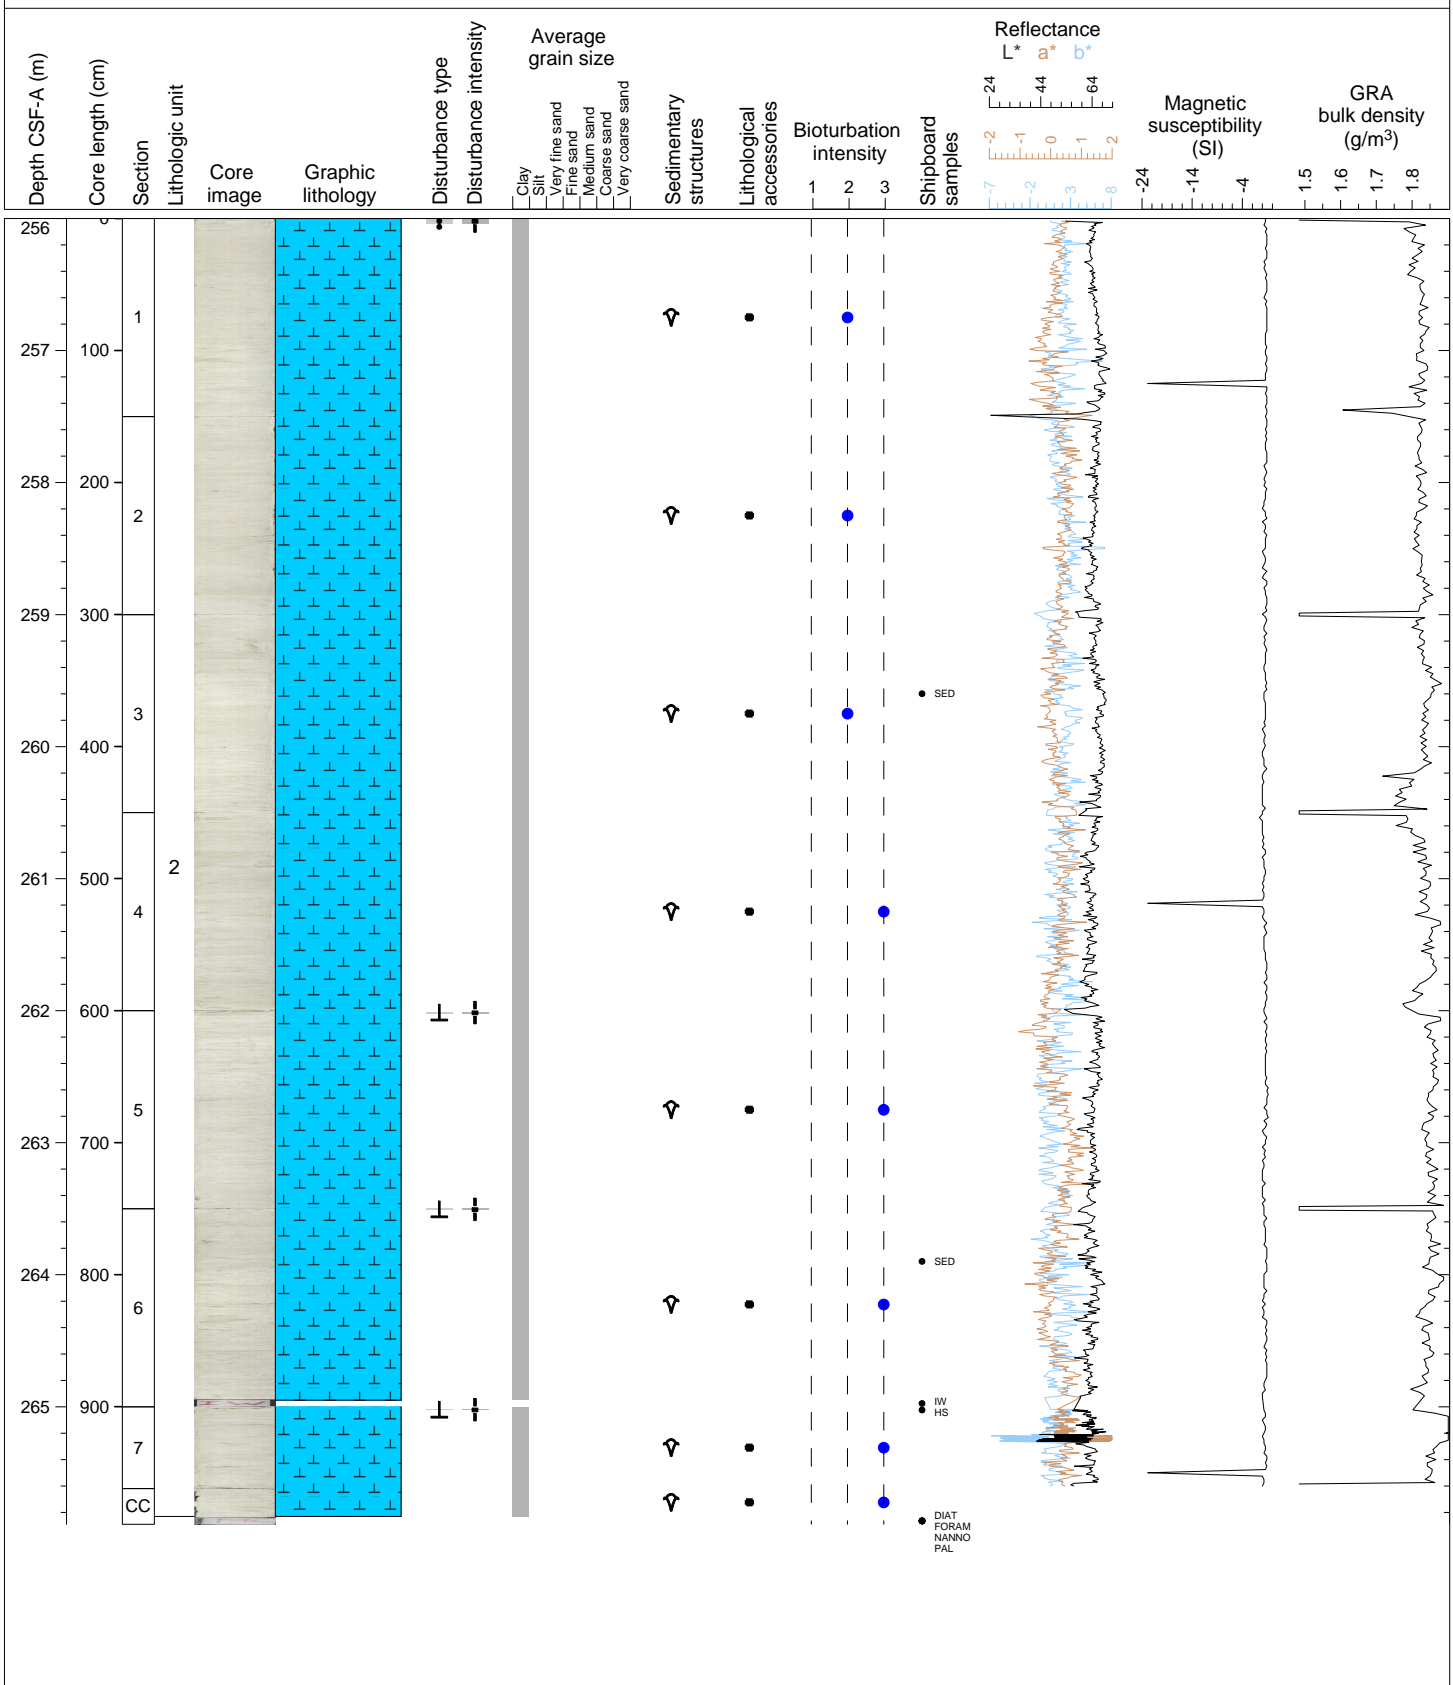 Depth CSF-A (m)
Core length (cm)
Section
Lithologic unit
Core
image
Graphic
lithology
Disturbance type
Disturbance intensity
Average
grain size
Clay
Silt
Very fine sand
Fine sand
Medium sand
Coarse sand
Very coarse sand
Sedimentary
structures
Lithological
accessories
Bioturbation
intensity
1 2 3
Shipboard
samples
Reflectance
L* a* b*
24 44 64
-2 -1 0 1 2
-7 -2 3 8
Magnetic
susceptibility
(SI)
-24 -14 -4
GRA
bulk density
(g/m3)
1.5 1.6 1.7 1.8
256 0
1
257 100
258 200
2
259 300
SED
3
260 400
2
261 500
4
262 600
5
263 700
SED
264 800
6
IW
265 900
HS
7
CC
DIAT
FORAM
NANNO
PAL